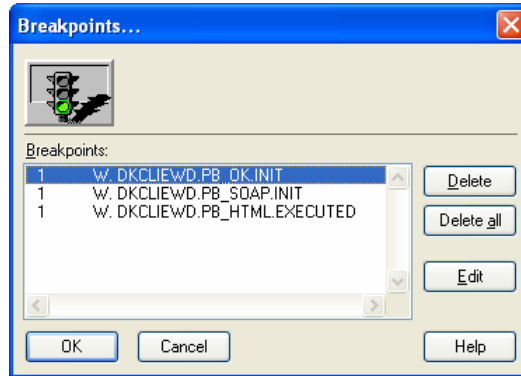 Breakpoints...
Breakpoints:
1 W. DKCLIEWD.PB_OK.INIT
1 W. DKCLIEWD.PB_SOAP.INIT
1 W. DKCLIEWD.PB_HTML.EXECUTED
Delete
Delete all
Edit
OK Cancel Help